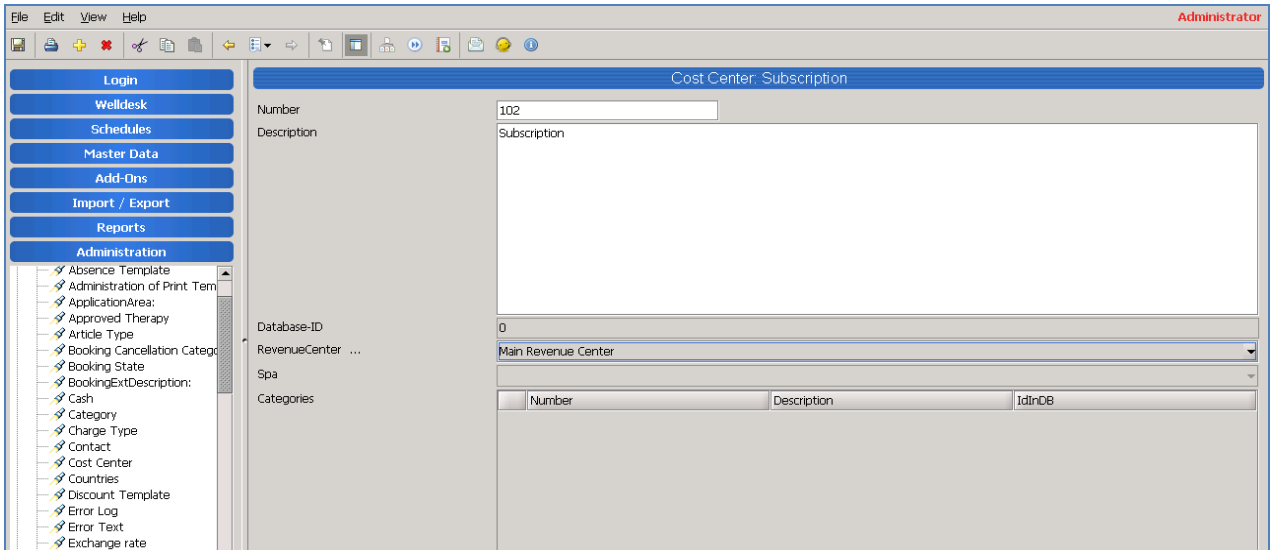 File Edit View Help
Administrator
Login
Welldesk
Schedules
Master Data
Add-Ons
Import / Export
Reports
Administration
Absence Template
Administration of Print Tem
ApplicationArea:
Approved Therapy
Article Type
Booking Cancellation Catego
Booking State
BookingExtDescription:
Cash
Category
Charge Type
Contact
Cost Center
Countries
Discount Template
Error Log
Error Text
Exchange rate
Cost Center: Subscription
Number 102
Description Subscription
Database-ID 0
RevenueCenter ... Main Revenue Center
Spa
Categories Number Description IdInDB